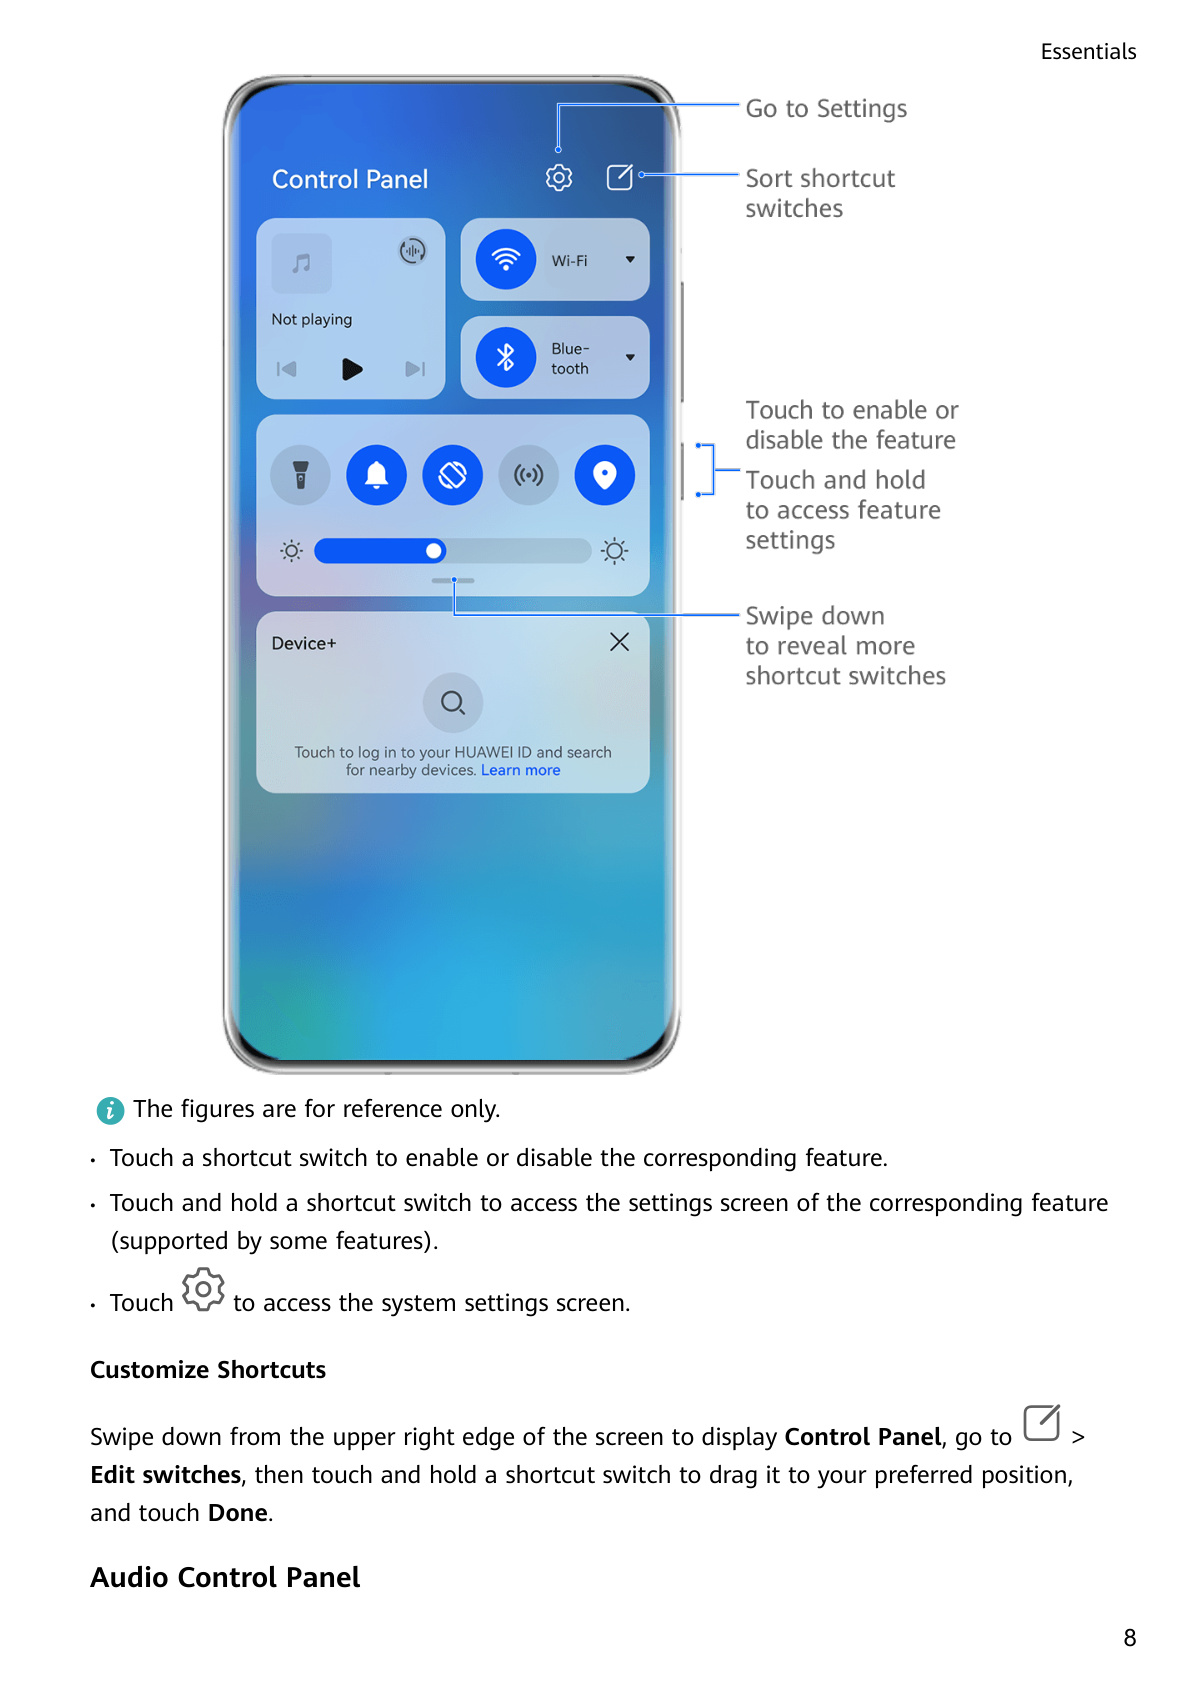 Essentials
Go to Settings
Control Panel
Sort shortcut
switches
Wi-Fi
Not playing
Blue-
tooth
Touch to enable or
disable the feature
Touch and hold
to access feature
settings
Swipe down
to reveal more
shortcut switches
Device+
Touch to log in to your HUAWEI ID and search
for nearby devices. Learn more
i The figures are for reference only.
• Touch a shortcut switch to enable or disable the corresponding feature.
• Touch and hold a shortcut switch to access the settings screen of the corresponding feature
(supported by some features).
• Touch to access the system settings screen.
Customize Shortcuts
Swipe down from the upper right edge of the screen to display Control Panel, go to >
Edit switches, then touch and hold a shortcut switch to drag it to your preferred position,
and touch Done.
Audio Control Panel
8